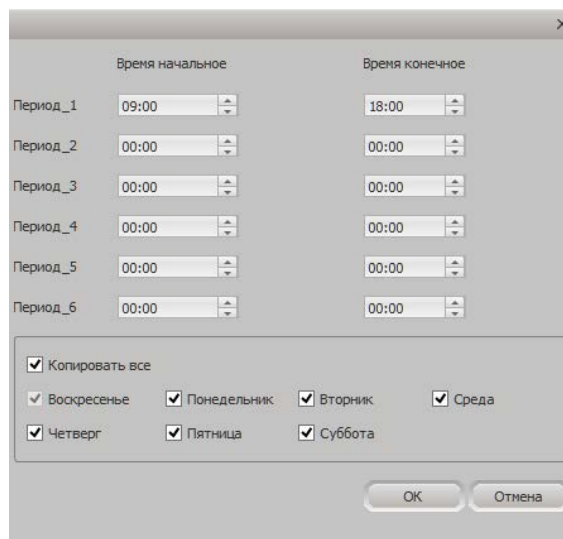 Время начальное Время конечное
Период_1 09:00 18:00
Период_2 00:00 00:00
Период_3 00:00 00:00
Период_4 00:00 00:00
Период_5 00:00 00:00
Период_6 00:00 00:00
Копировать все
Воскресенье Понедельник Вторник Среда
Четверг Пятница Суббота
OK Отмена